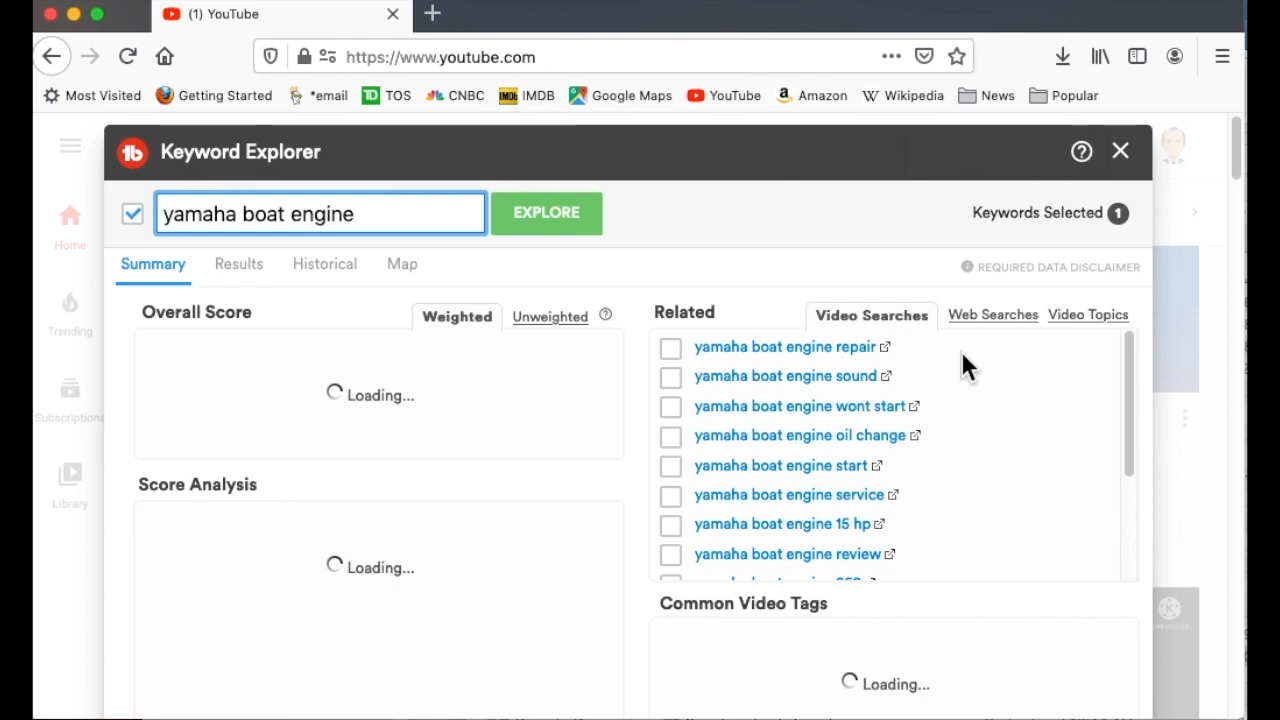 (1) YouTube
https://www.youtube.com
Most Visited Getting Started *email TOS CNBC IMDB Google Maps YouTube Amazon Wikipedia News Popular
Keyword Explorer
yamaha boat engine EXPLORE Keywords Selected 1
Summary Results Historical Map REQUIRED DATA DISCLAIMER
Home
Trending
Subscriptions
Library
Overall Score Weighted Unweighted
Loading...
Score Analysis
Loading...
Related Video Searches Web Searches Video Topics
yamaha boat engine repair
yamaha boat engine sound
yamaha boat engine wont start
yamaha boat engine oil change
yamaha boat engine start
yamaha boat engine service
yamaha boat engine 15 hp
yamaha boat engine review
Common Video Tags
Loading...